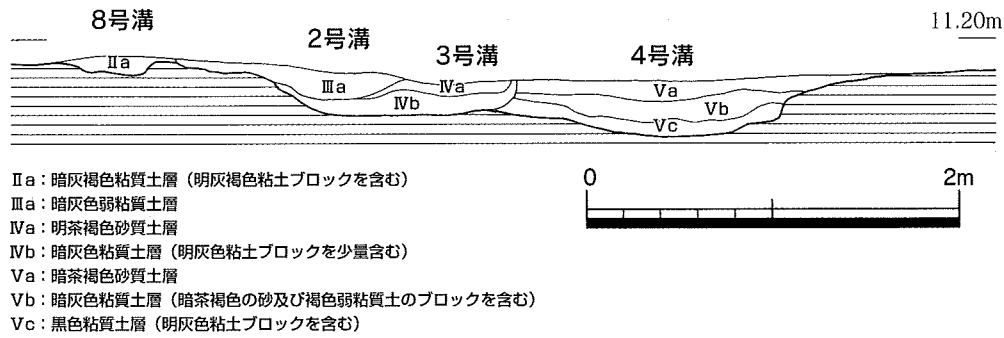 8号溝
2号溝
3号溝
4号溝
11.20m
Ⅱa
Ⅲa
Ⅳa
Ⅳb
Ⅴa
Ⅴb
Ⅴc
Ⅱa：暗灰褐色粘質土層（明灰褐色粘土ブロックを含む）
Ⅲa：暗灰色弱粘質土層
Ⅳa：明茶褐色砂質土層
Ⅳb：暗灰色粘質土層（明灰色粘土ブロックを少量含む）
Ⅴa：暗茶褐色砂質土層
Ⅴb：暗灰色粘質土層（暗茶褐色の砂及び褐色弱粘質土のブロックを含む）
Ⅴc：黒色粘質土層（明灰色粘土ブロックを含む）
0 2m